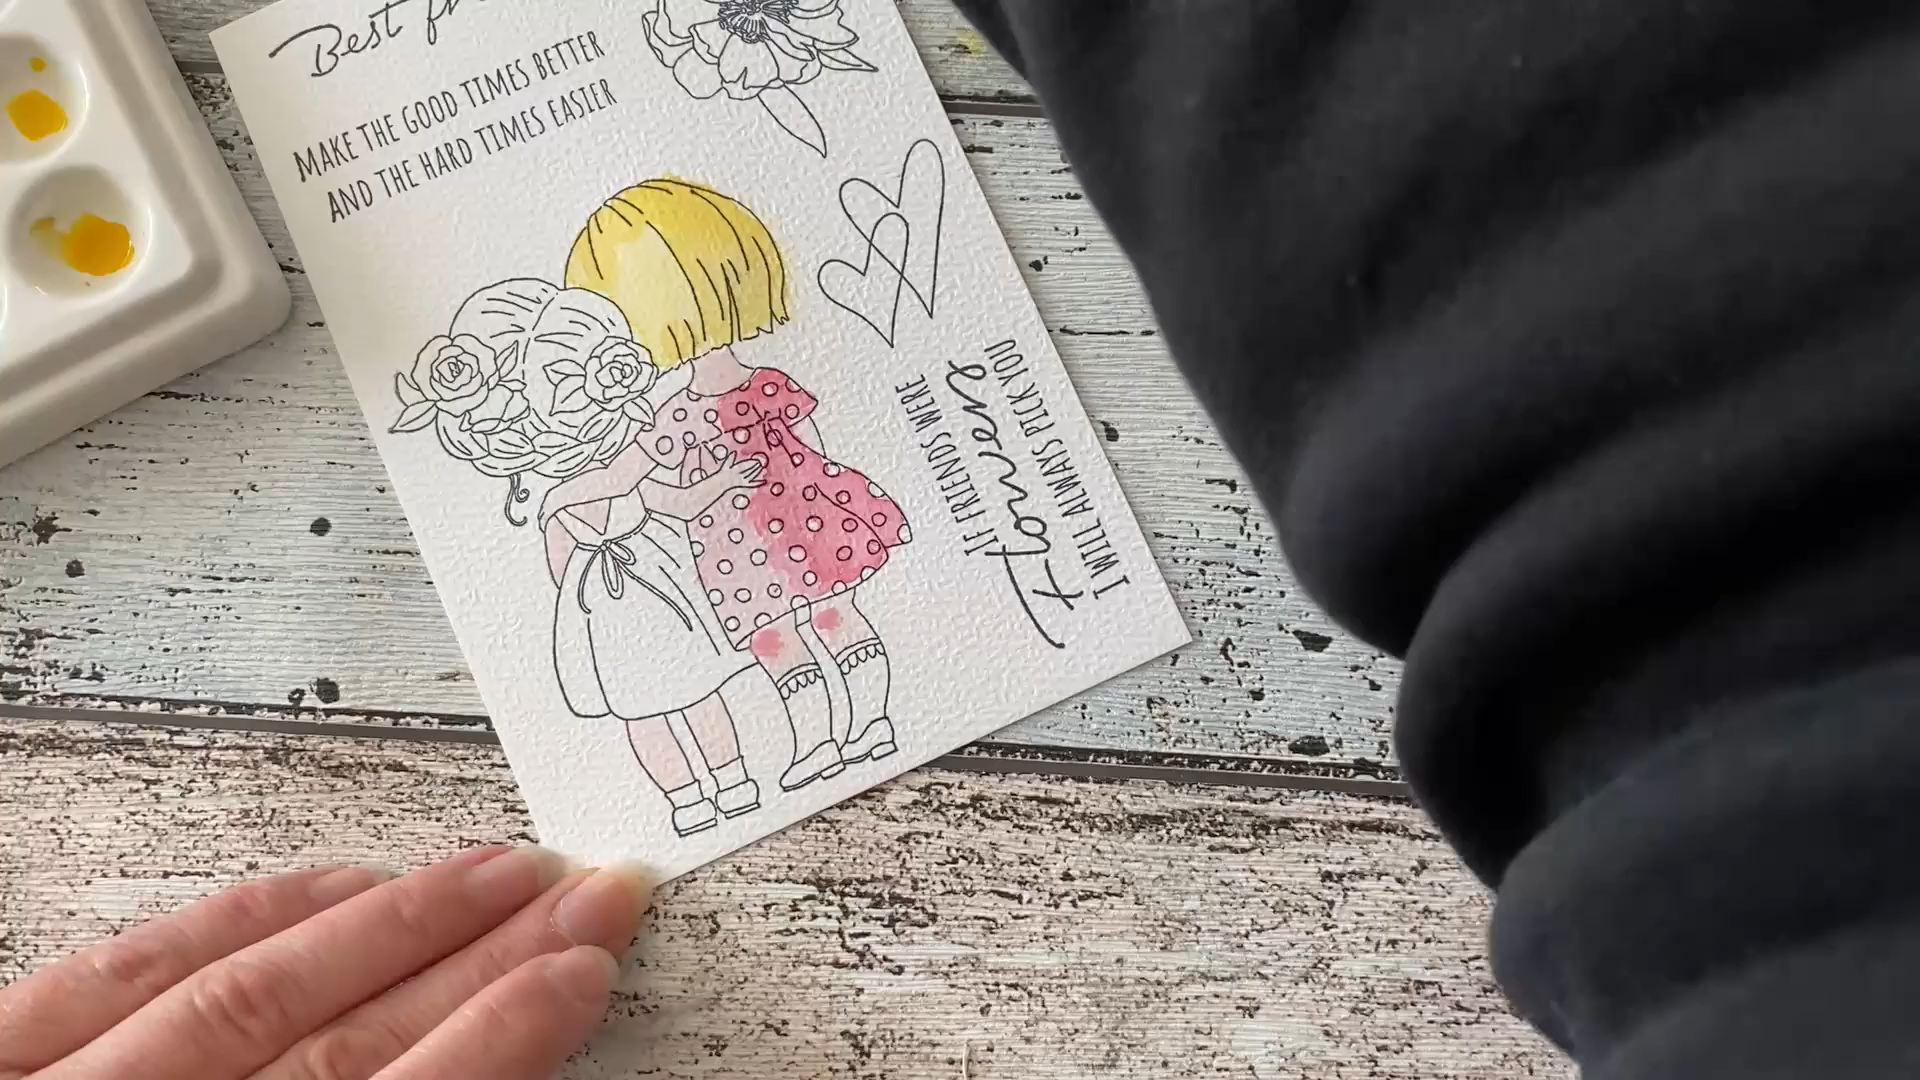 Best
MAKE THE GOOD TIMES BETTER
AND THE HARD TIMES EASIER
IF FRIENDS WERE
Flowers
I WILL ALWAYS PICK YOU